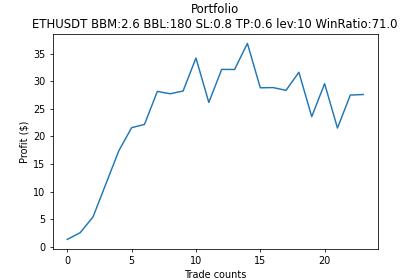 Portfolio
ETHUSDT BBM:2.6 BBL:180 SL:0.8 TP:0.6 lev:10 WinRatio:71.0
Profit ($)
35
30
25
20
15
10
5
0
0 5 10 15 20
Trade counts